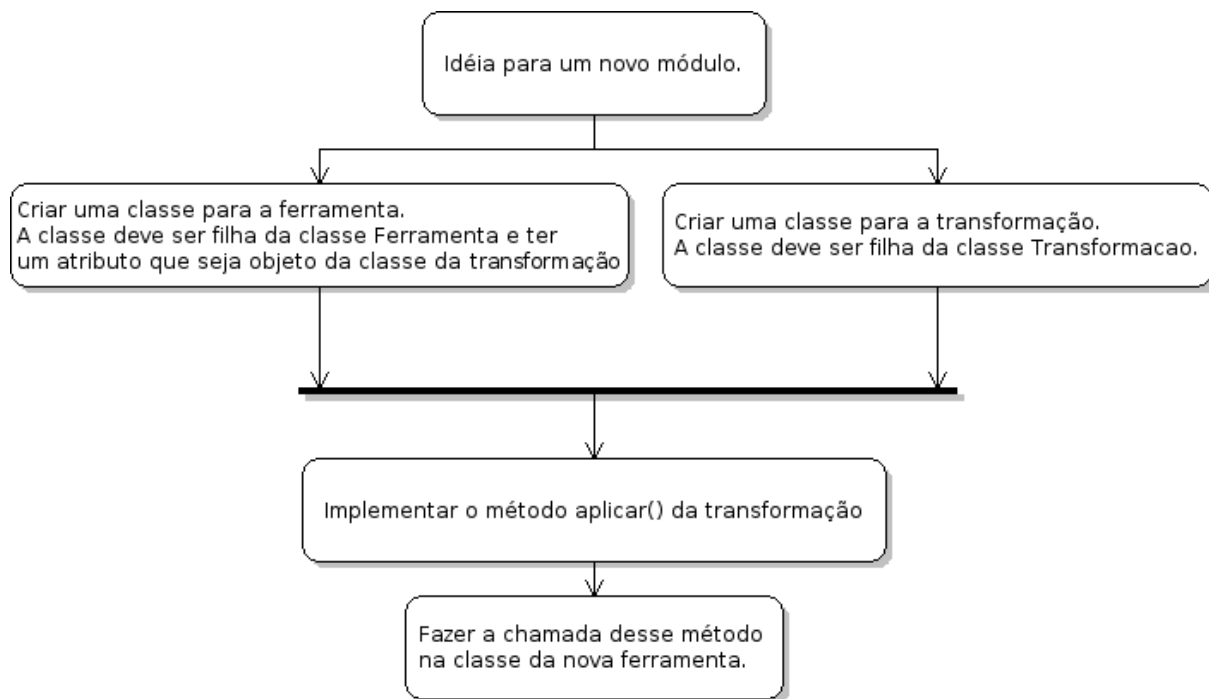 Idéia para um novo módulo.
Criar uma classe para a ferramenta.
A classe deve ser filha da classe Ferramenta e ter
um atributo que seja objeto da classe da transformação
Criar uma classe para a transformação.
A classe deve ser filha da classe Transformacao.
Implementar o método aplicar() da transformação
Fazer a chamada desse método
na classe da nova ferramenta.